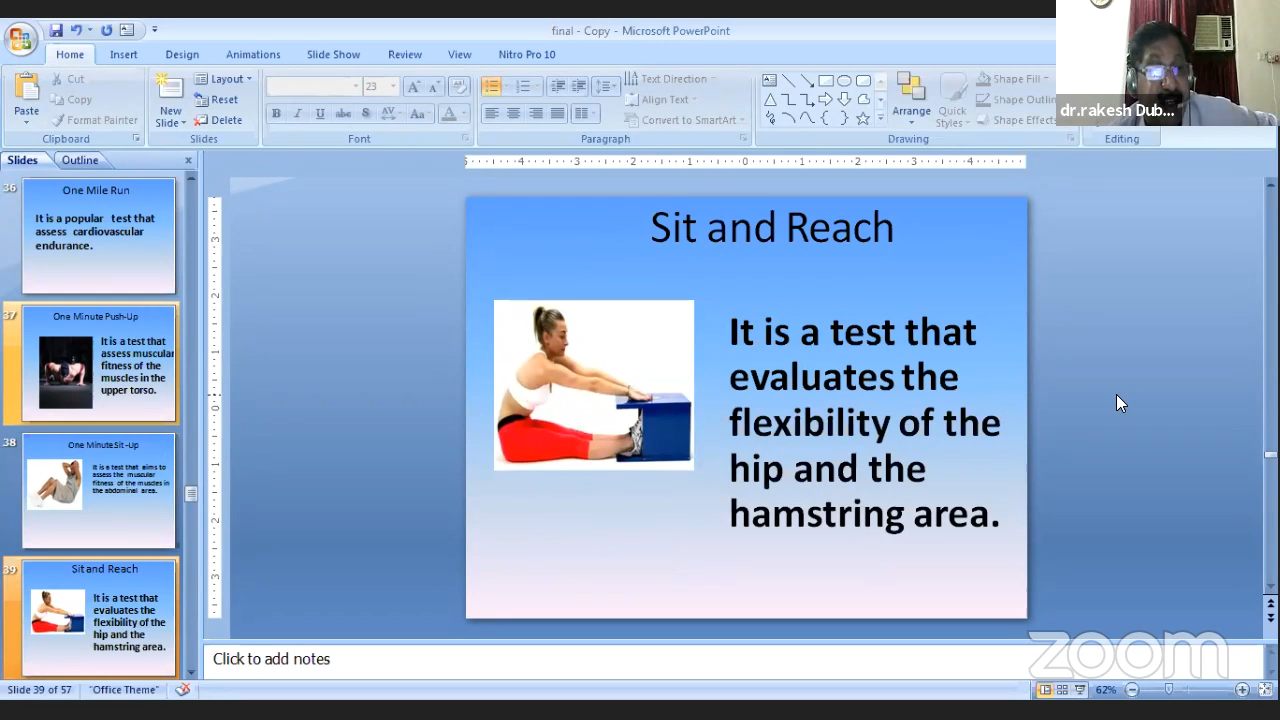 final - Copy - Microsoft PowerPoint
Home Insert Design Animations Slide Show Review View Nitro Pro 10
Paste
Cut
Copy
Format Painter
Clipboard
New Slide
Layout
Reset
Delete
Slides
23
B I U abc S AV Aa A
Font
Text Direction
Align Text
Convert to SmartArt
Paragraph
Arrange
Quick Styles
Shape Fill
Shape Outline
Shape Effects
Drawing
Editing
dr.rakesh Dub...
Slides Outline
36
One Mile Run
It is a popular test that
assess cardiovascular
endurance.
37
One Minute Push-Up
It is a test that
assess muscular
fitness of the
muscles in the
upper torso.
38
One Minute Sit-Up
It is a test that aims to
assess the muscular
fitness of the muscles in
the abdominal area.
39
Sit and Reach
It is a test that
evaluates the
flexibility of the
hip and the
hamstring area.
Sit and Reach
It is a test that
evaluates the
flexibility of the
hip and the
hamstring area.
Click to add notes
zoom
Slide 39 of 57 "Office Theme" 62%